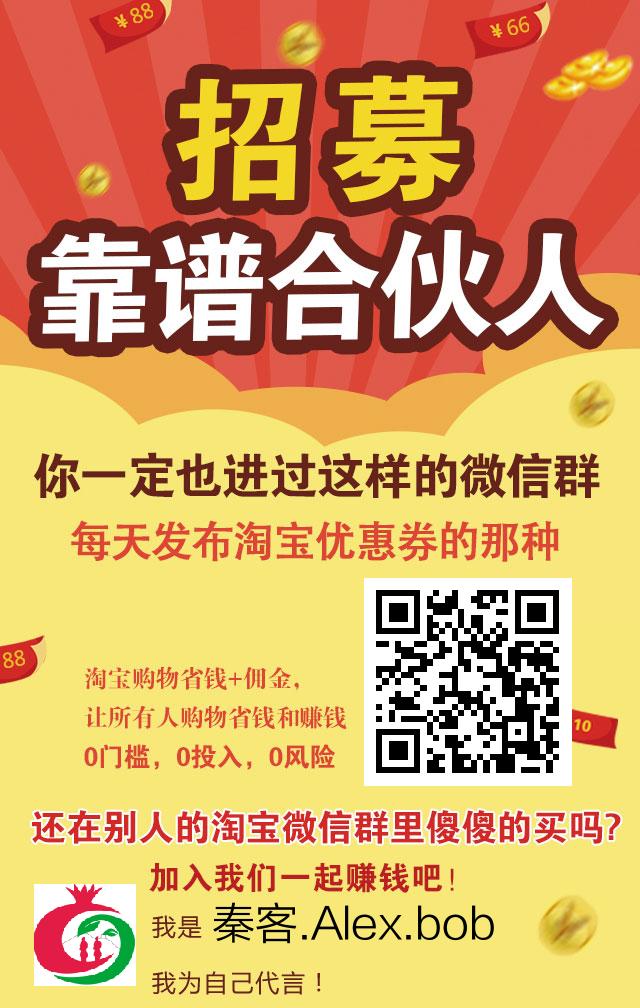 ￥88
￥66
招募
靠谱合伙人
你一定也进过这样的微信群
每天发布淘宝优惠券的那种
88
淘宝购物省钱+佣金，
让所有人购物省钱和赚钱
10
0门槛，0投入，0风险
还在别人的淘宝微信群里傻傻的买吗？
加入我们一起赚钱吧！
我是 秦客.Alex.bob
我为自己代言！